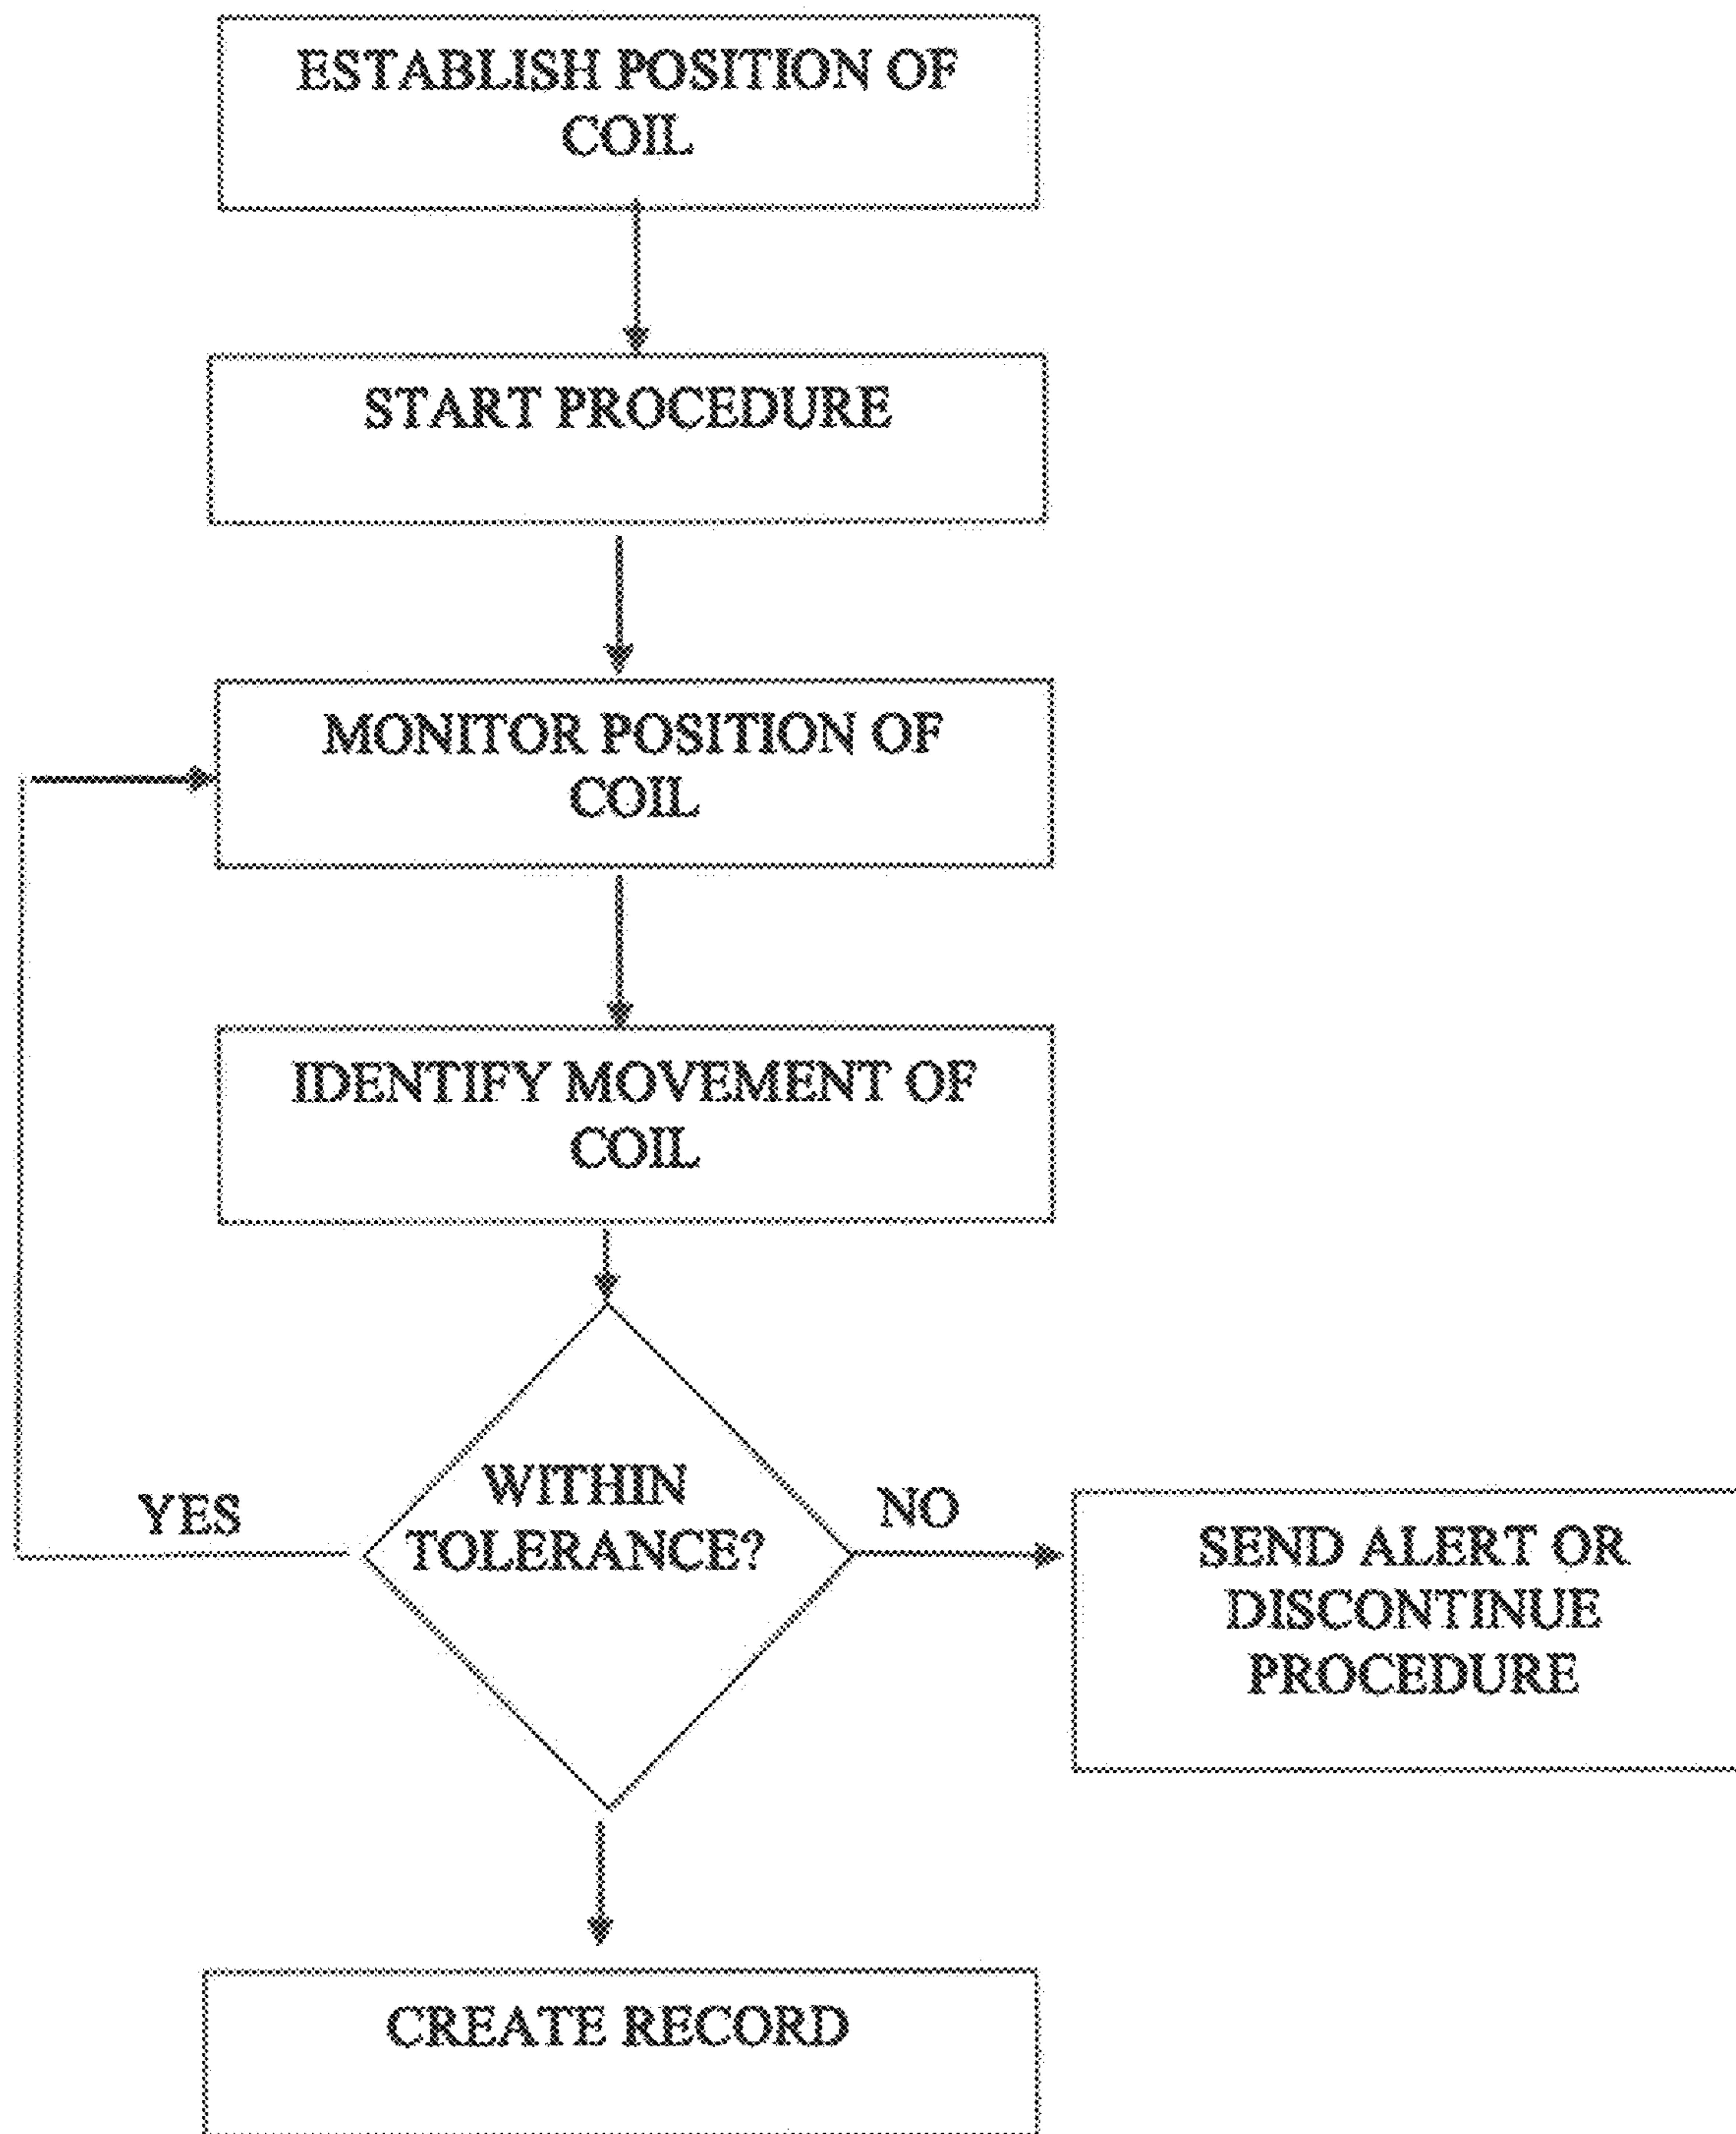 ESTABLISH POSITION OF
COIL
START PROCEDURE
MONITOR POSITION OF
COIL
IDENTIFY MOVEMENT OF
COIL
WITHIN
TOLERANCE?
YES
NO
SEND ALERT OR
DISCONTINUE
PROCEDURE
CREATE RECORD